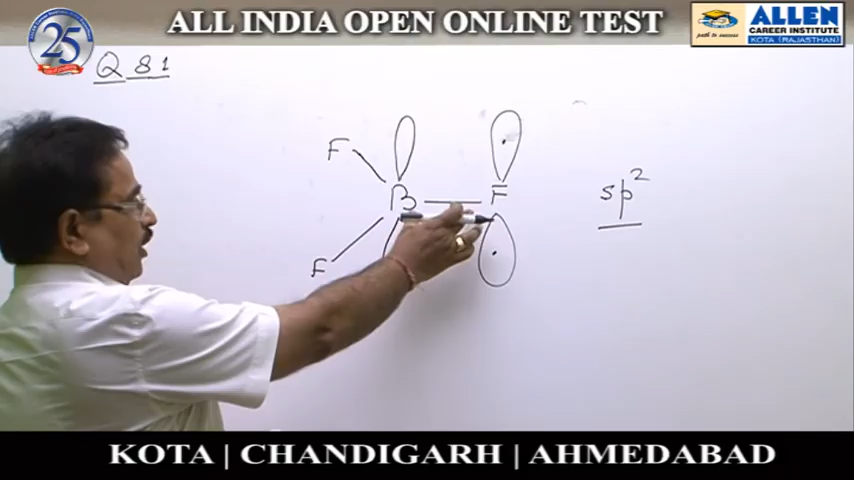 ALL INDIA OPEN ONLINE TEST
25
ALLEN
CAREER INSTITUTE
KOTA (RAJASTHAN)
path to success
Q 81
F
B F
F
sp²
KOTA | CHANDIGARH | AHMEDABAD